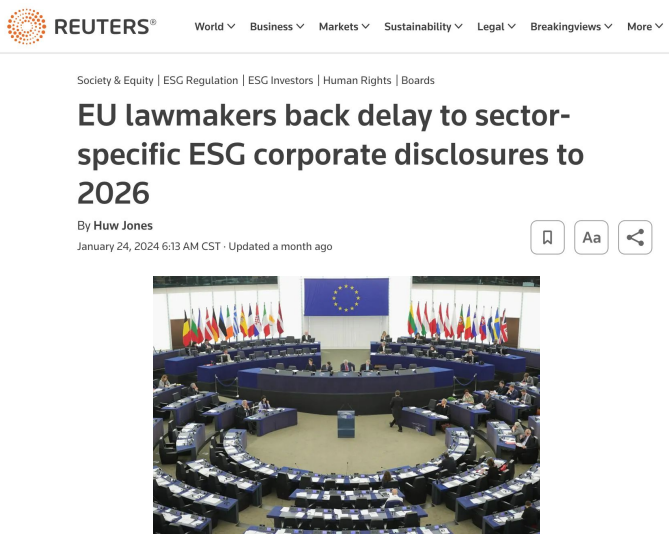 REUTERS®
World Business Markets Sustainability Legal Breakingviews More
Society & Equity | ESG Regulation | ESG Investors | Human Rights | Boards
EU lawmakers back delay to sector-
specific ESG corporate disclosures to
2026
By Huw Jones
January 24, 2024 6:13 AM CST · Updated a month ago
Aa